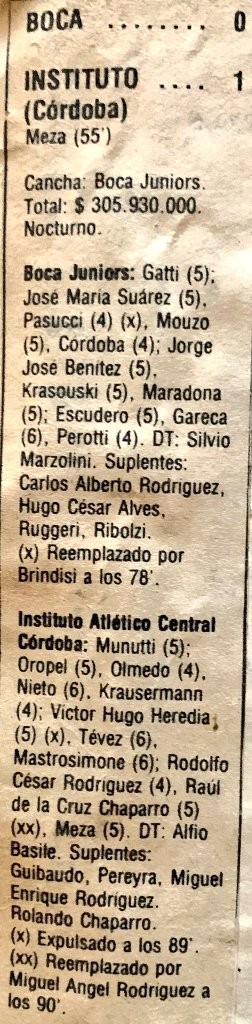 BOCA ........ 0
INSTITUTO .... 1
(Córdoba)
Meza (55')
Cancha: Boca Juniors.
Total: $ 305.930.000.
Nocturno.
Boca Juniors: Gatti (5);
José María Suárez (5),
Pasucci (4) (x), Mouzo
(5), Córdoba (4); Jorge
José Benítez (5),
Krasouski (5), Maradona
(5); Escudero (5), Gareca
(6), Perotti (4). DT: Silvio
Marzolini. Suplentes:
Carlos Alberto Rodríguez,
Hugo César Alves,
Ruggeri, Ribolzi.
(x) Reemplazado por
Brindisi a los 78'.
Instituto Atlético Central
Córdoba: Munutti (5);
Oropel (5), Olmedo (4),
Nieto (6), Krausermann
(4); Víctor Hugo Heredia
(5) (x), Tévez (6),
Mastrosimone (6); Rodolfo
César Rodríguez (4), Raúl
de la Cruz Chaparro (5)
(xx), Meza (5). DT: Alfio
Basile. Suplentes:
Guibaudo, Pereyra, Miguel
Enrique Rodríguez.
Rolando Chaparro.
(x) Expulsado a los 89'.
(xx) Reemplazado por
Miguel Angel Rodríguez a
los 90'.